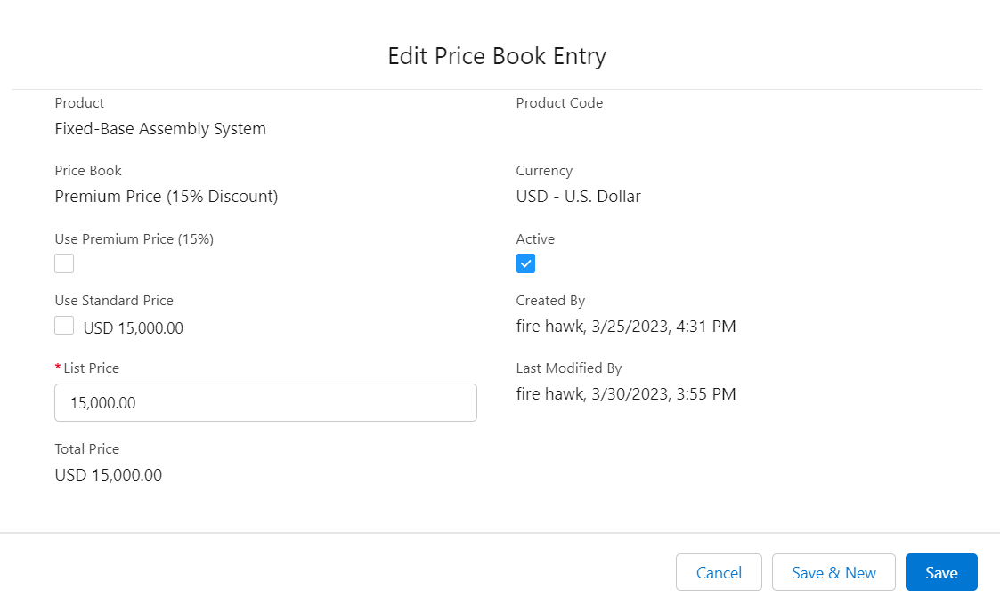 Edit Price Book Entry
Product
Fixed-Base Assembly System
Product Code
Price Book
Premium Price (15% Discount)
Currency
USD - U.S. Dollar
Use Premium Price (15%)
Active
Use Standard Price
USD 15,000.00
Created By
fire hawk, 3/25/2023, 4:31 PM
* List Price
15,000.00
Last Modified By
fire hawk, 3/30/2023, 3:55 PM
Total Price
USD 15,000.00
Cancel
Save & New
Save